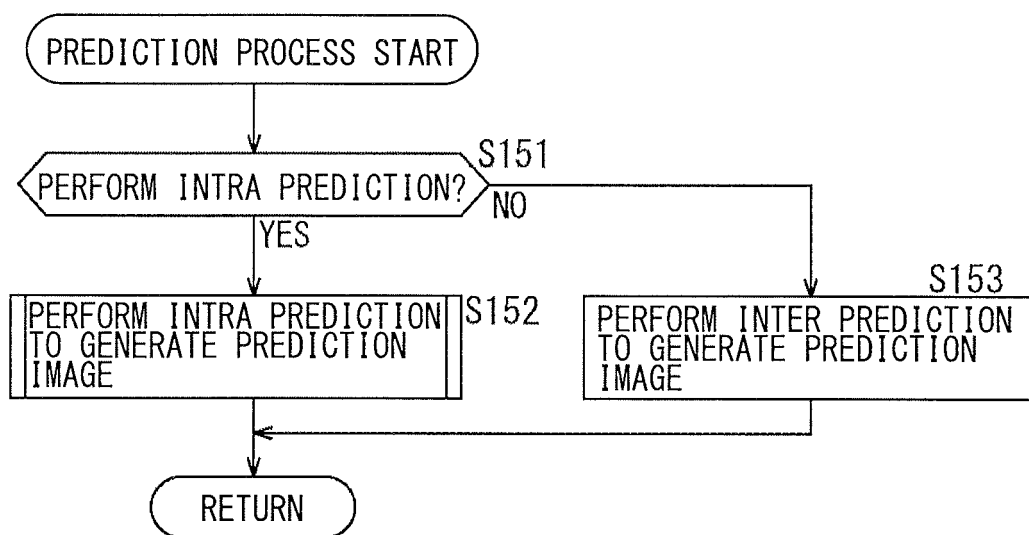 PREDICTION PROCESS START
S151
PERFORM INTRA PREDICTION?
NO
YES
S152
PERFORM INTRA PREDICTION
TO GENERATE PREDICTION
IMAGE
S153
PERFORM INTER PREDICTION
TO GENERATE PREDICTION
IMAGE
RETURN